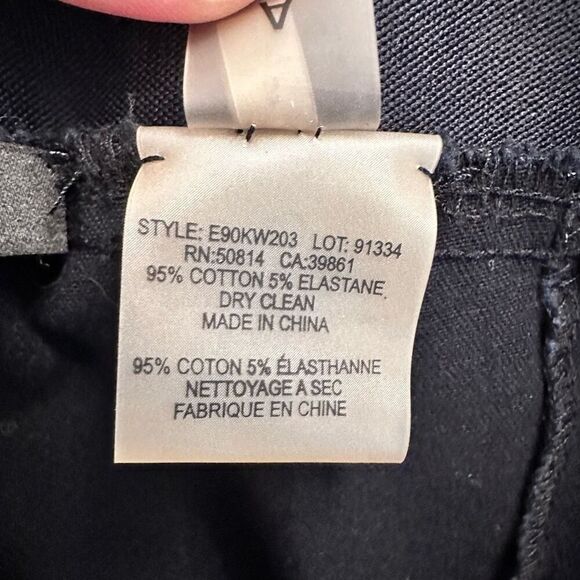 A
STYLE: E90KW203 LOT: 91334
RN:50814 CA:39861
95% COTTON 5% ELASTANE
DRY CLEAN
MADE IN CHINA
95% COTON 5% ÉLASTHANNE
NETTOYAGE A SEC
FABRIQUE EN CHINE